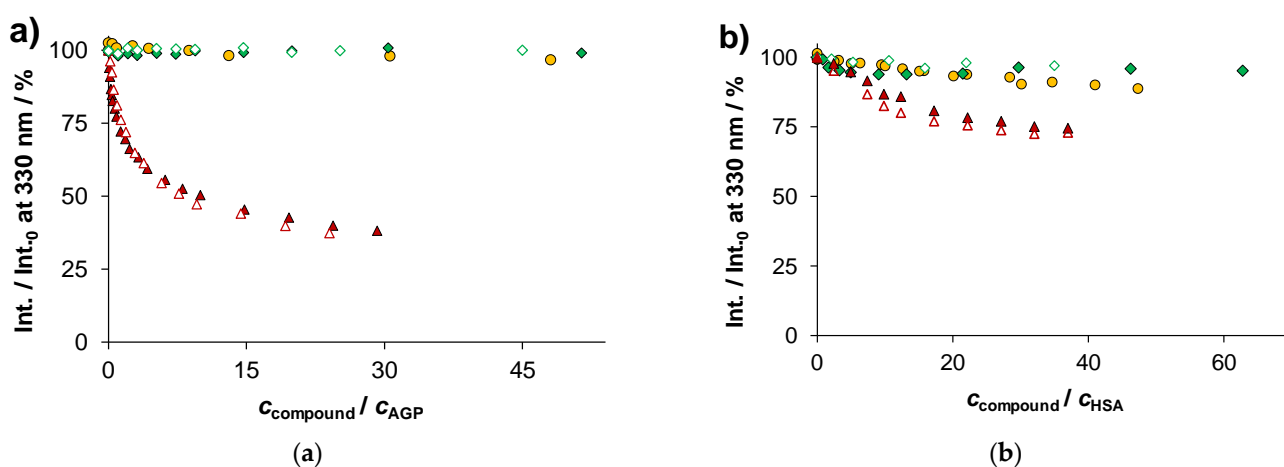 a)
Int. / Int.0 at 330 nm / %
100
75
50
25
0
0 15 30 45
ccompound / cAGP
(a)
b)
Int. / Int.0 at 330 nm / %
100
75
50
25
0
0 20 40 60
ccompound / cHSA
(b)